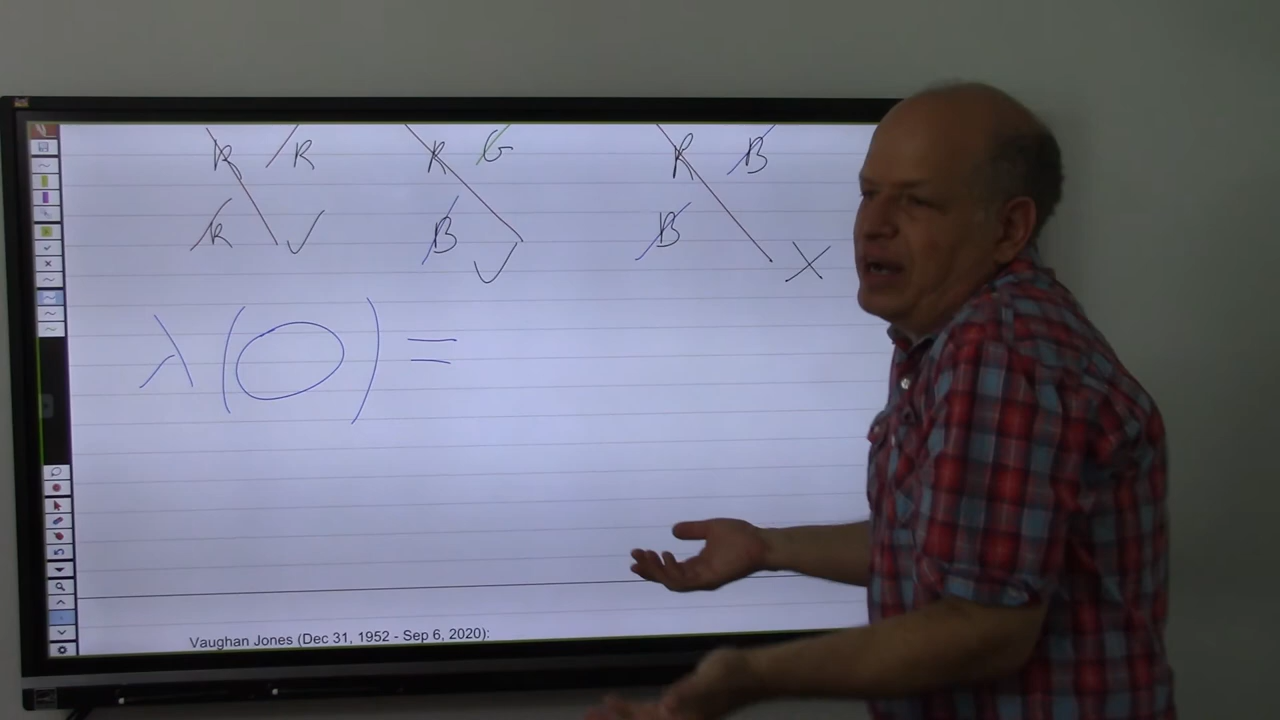 R R R G R B
R ✓ B ✓ B X
λ(O) =
Vaughan Jones (Dec 31, 1952 - Sep 6, 2020):